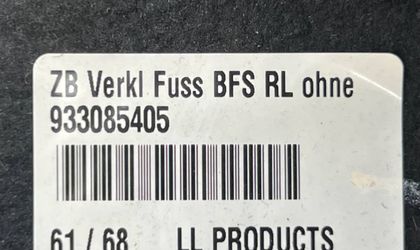 ZB Verkl Fuss BFS RL ohne
933085405
61 / 68 LL PRODUCTS